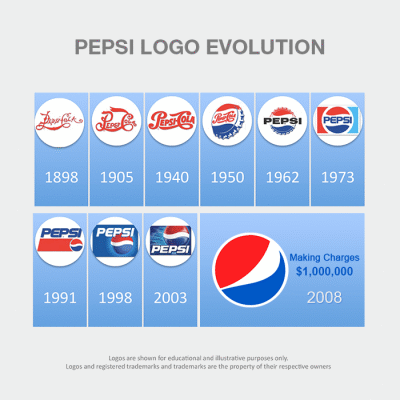 PEPSI LOGO EVOLUTION
Pepsi-Cola
Pepsi-Cola
Pepsi-Cola
Pepsi-Cola
PEPSI
PEPSI
1898
1905
1940
1950
1962
1973
PEPSI
PEPSI
PEPSI
Making Charges
$1,000,000
1991
1998
2003
2008
Logos are shown for educational and illustrative purposes only.
Logos and registered trademarks and trademarks are the property of their respective owners